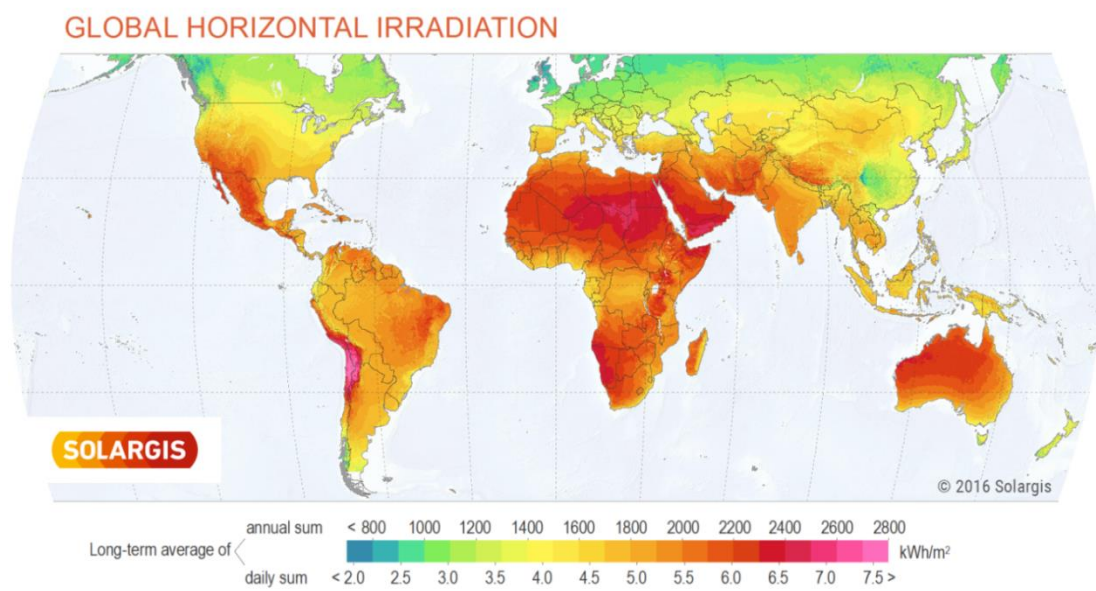 GLOBAL HORIZONTAL IRRADIATION
SOLARGIS
© 2016 Solargis
annual sum < 800 1000 1200 1400 1600 1800 2000 2200 2400 2600 2800
Long-term average of kWh/m²
daily sum < 2.0 2.5 3.0 3.5 4.0 4.5 5.0 5.5 6.0 6.5 7.0 7.5 >